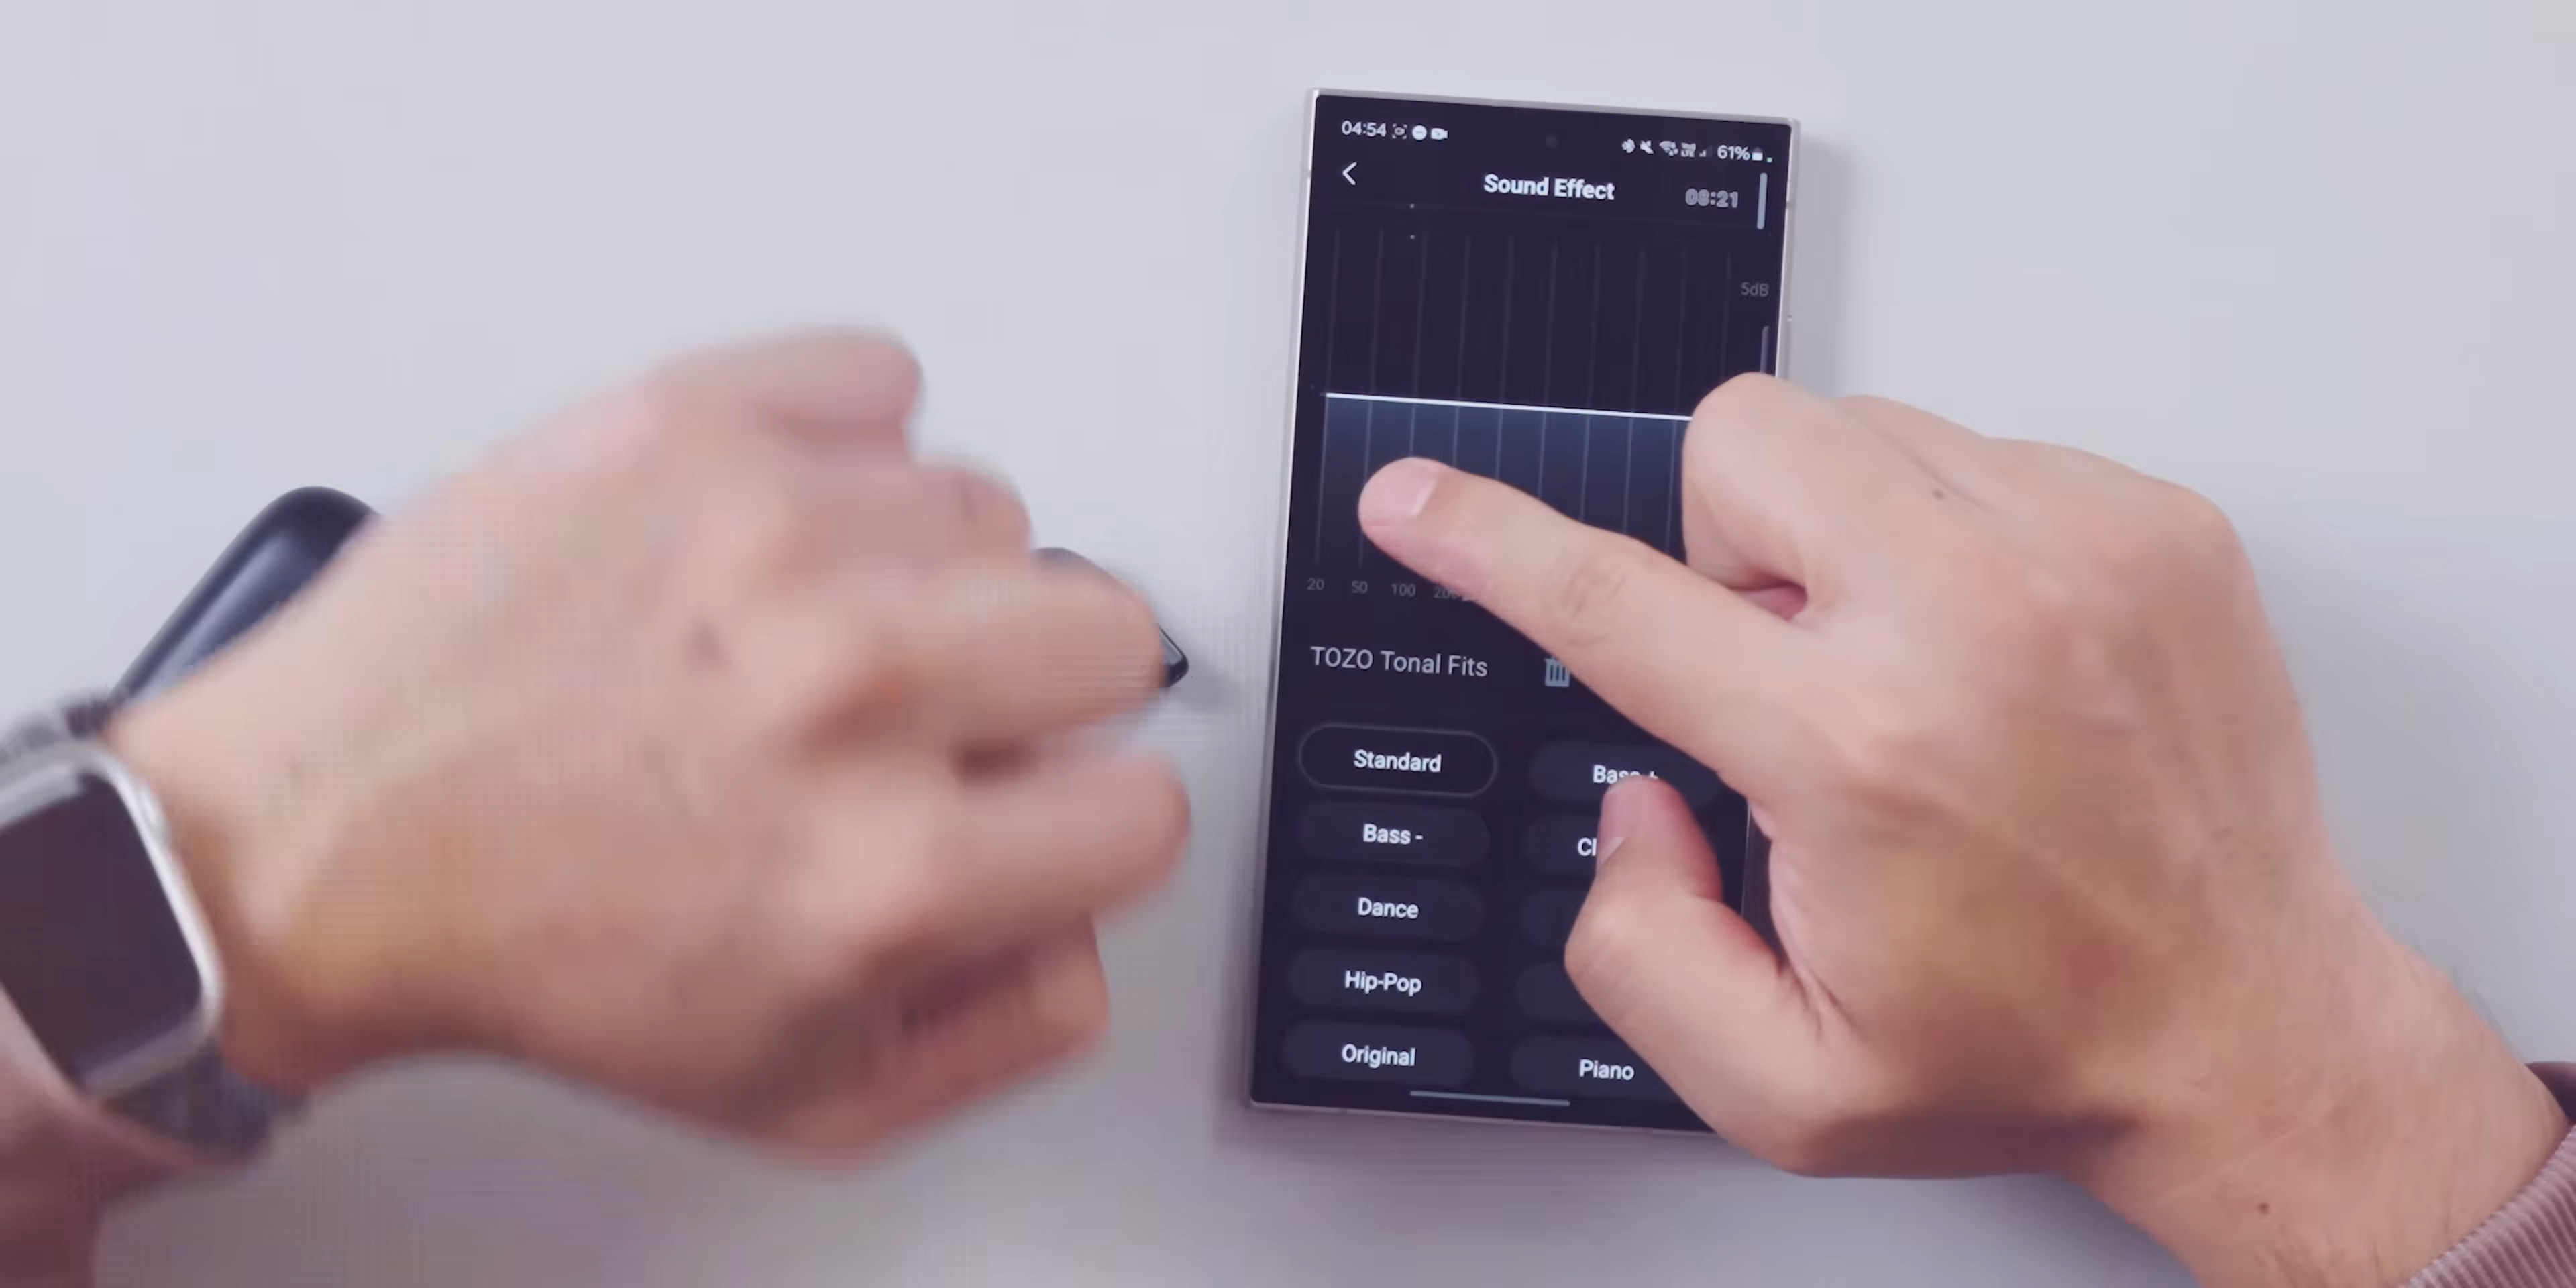 04:54 61%
Sound Effect 08:21
5dB
20 50 100
TOZO Tonal Fits
Standard
Bass -
Dance
Hip-Pop
Original Piano